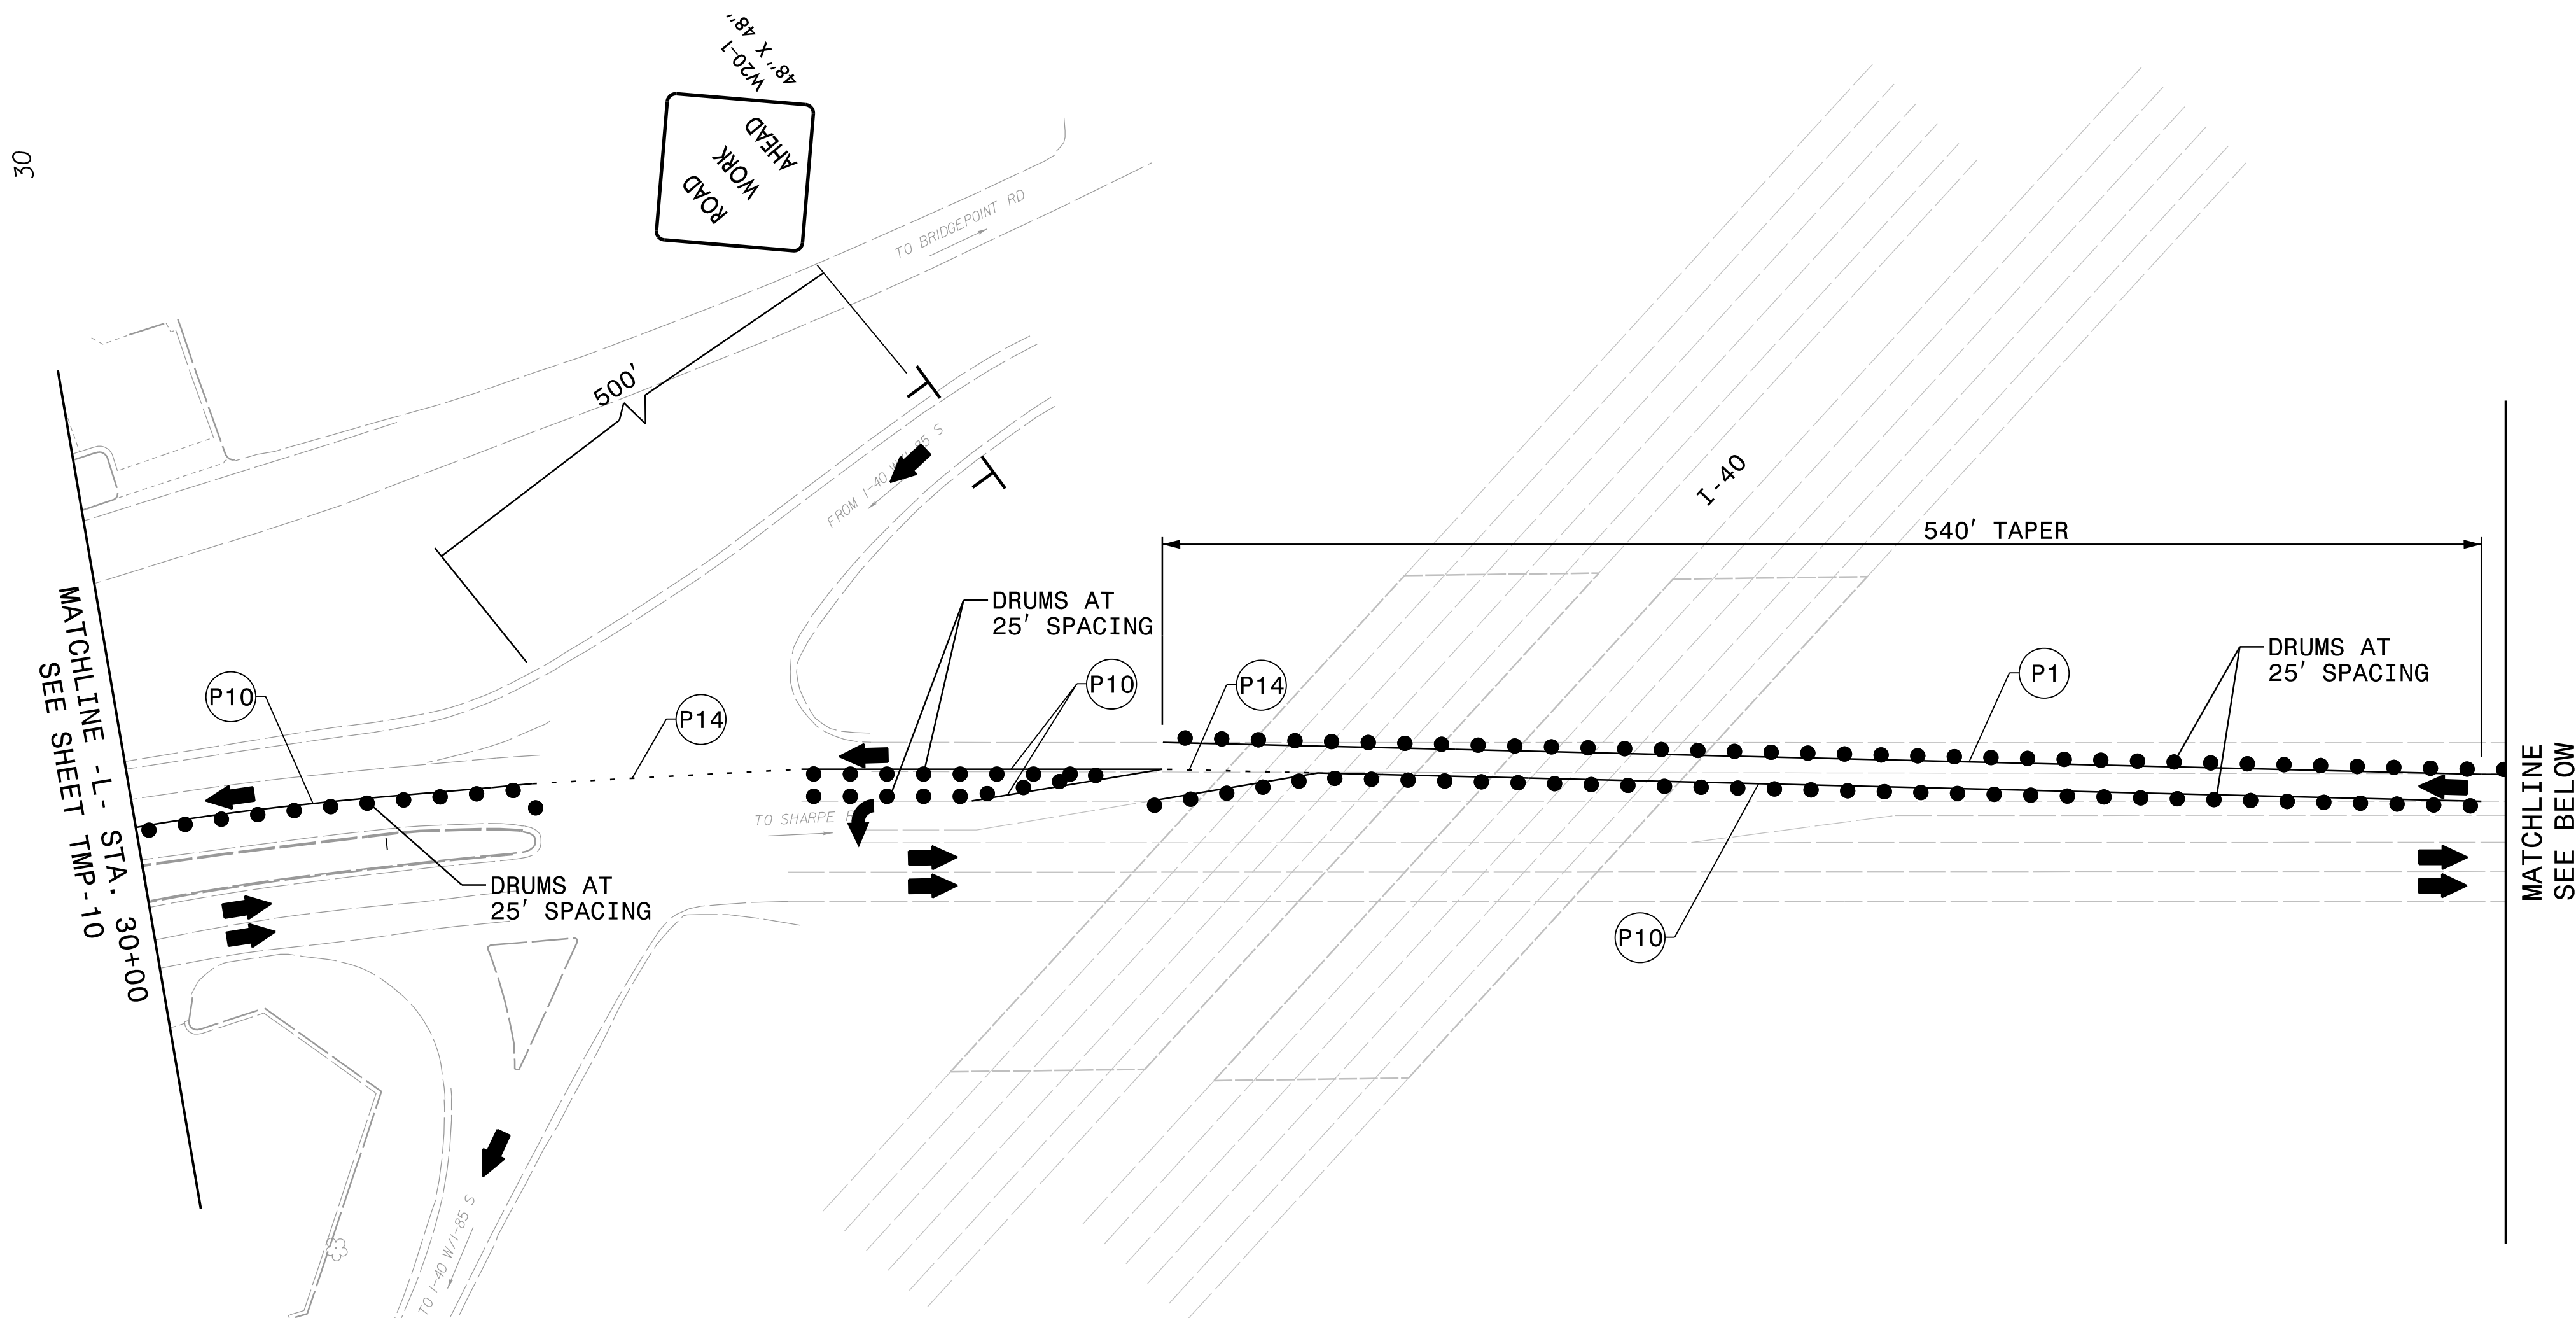 30
W20-1
48" X 48"
ROAD
WORK
AHEAD
TO BRIDGEPOINT RD
500'
FROM I-40 W/I-85 S
I-40
540' TAPER
DRUMS AT
25' SPACING
DRUMS AT
25' SPACING
P10
P14
P10
P14
P1
MATCHLINE -L- STA. 30+00
SEE SHEET TMP-10
TO SHARPE
DRUMS AT
25' SPACING
P10
MATCHLINE
SEE BELOW
TO I-40 W/I-85 S